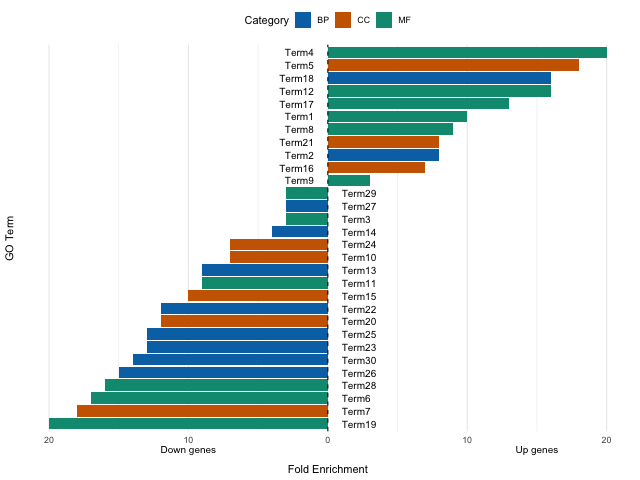 Category BP CC MF
Term4
Term5
Term18
Term12
Term17
Term1
Term8
Term21
Term2
Term16
Term9
Term29
Term27
Term3
Term14
Term24
Term10
Term13
Term11
Term15
Term22
Term20
Term25
Term23
Term30
Term26
Term28
Term6
Term7
Term19
GO Term
20 10 0 10 20
Down genes Up genes
Fold Enrichment